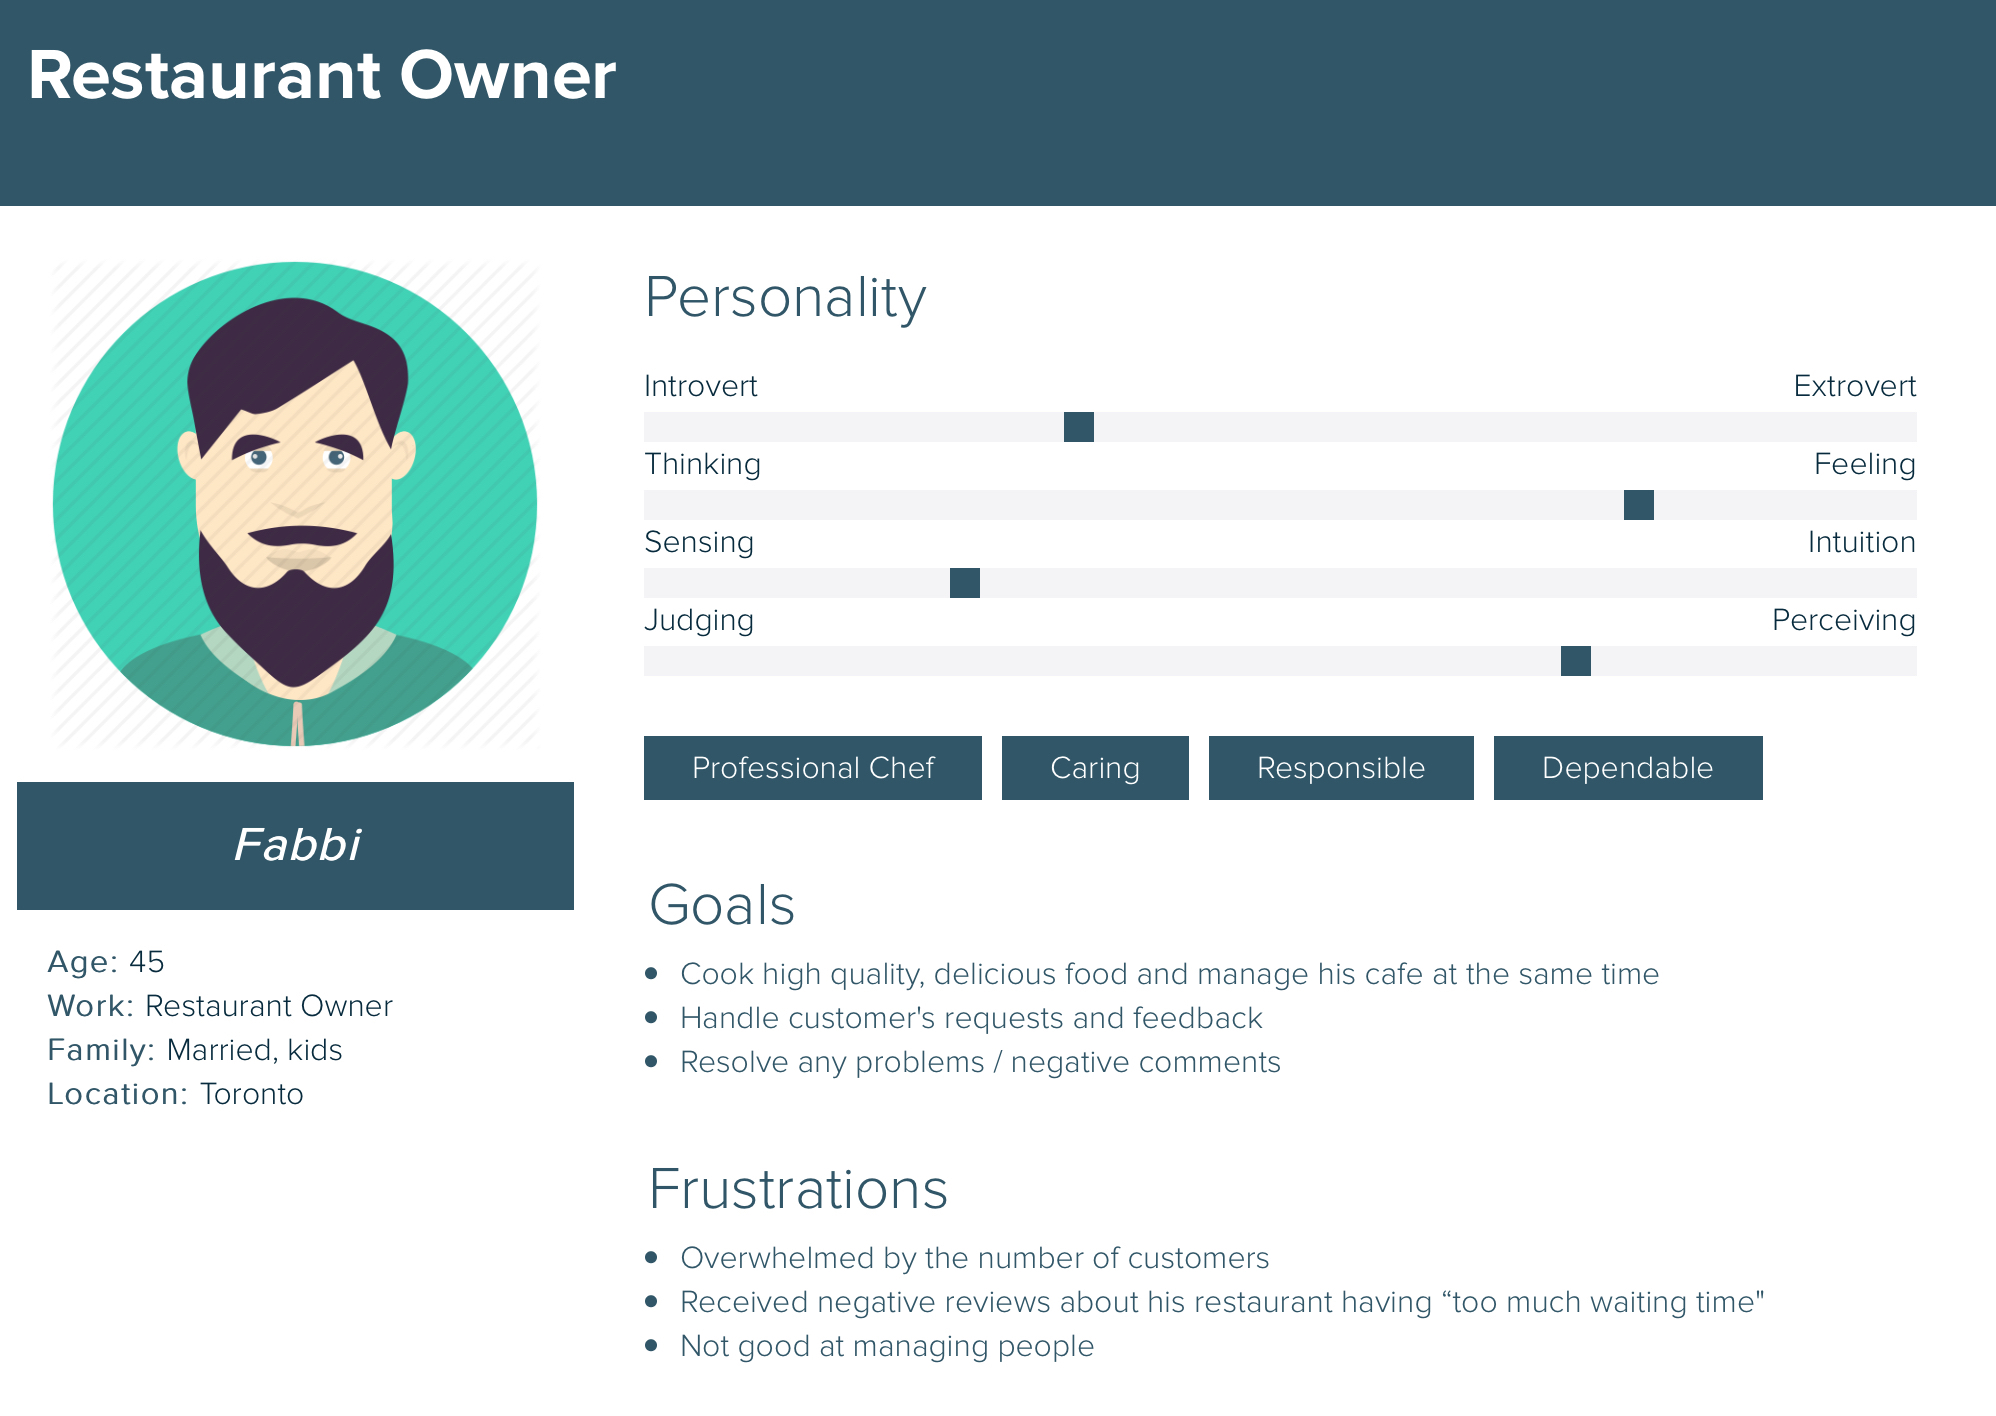 Restaurant Owner
Fabbi
Age: 45
Work: Restaurant Owner
Family: Married, kids
Location: Toronto
Personality
Introvert Extrovert
Thinking Feeling
Sensing Intuition
Judging Perceiving
Professional Chef Caring Responsible Dependable
Goals
• Cook high quality, delicious food and manage his cafe at the same time
• Handle customer's requests and feedback
• Resolve any problems / negative comments
Frustrations
• Overwhelmed by the number of customers
• Received negative reviews about his restaurant having “too much waiting time"
• Not good at managing people